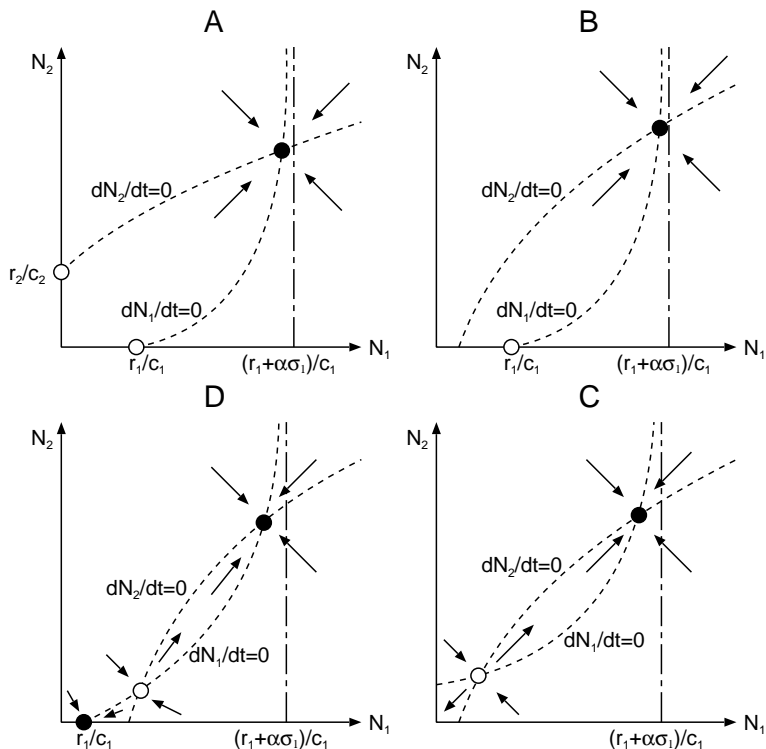 A
N₂
dN₂/dt=0
r₂/c₂
dN₁/dt=0
N₁
r₁/c₁
(r₁+ασ₁)/c₁
B
N₂
dN₂/dt=0
dN₁/dt=0
N₁
r₁/c₁
(r₁+ασ₁)/c₁
D
N₂
dN₂/dt=0
dN₁/dt=0
N₁
r₁/c₁
(r₁+ασ₁)/c₁
C
N₂
dN₂/dt=0
dN₁/dt=0
N₁
(r₁+ασ₁)/c₁